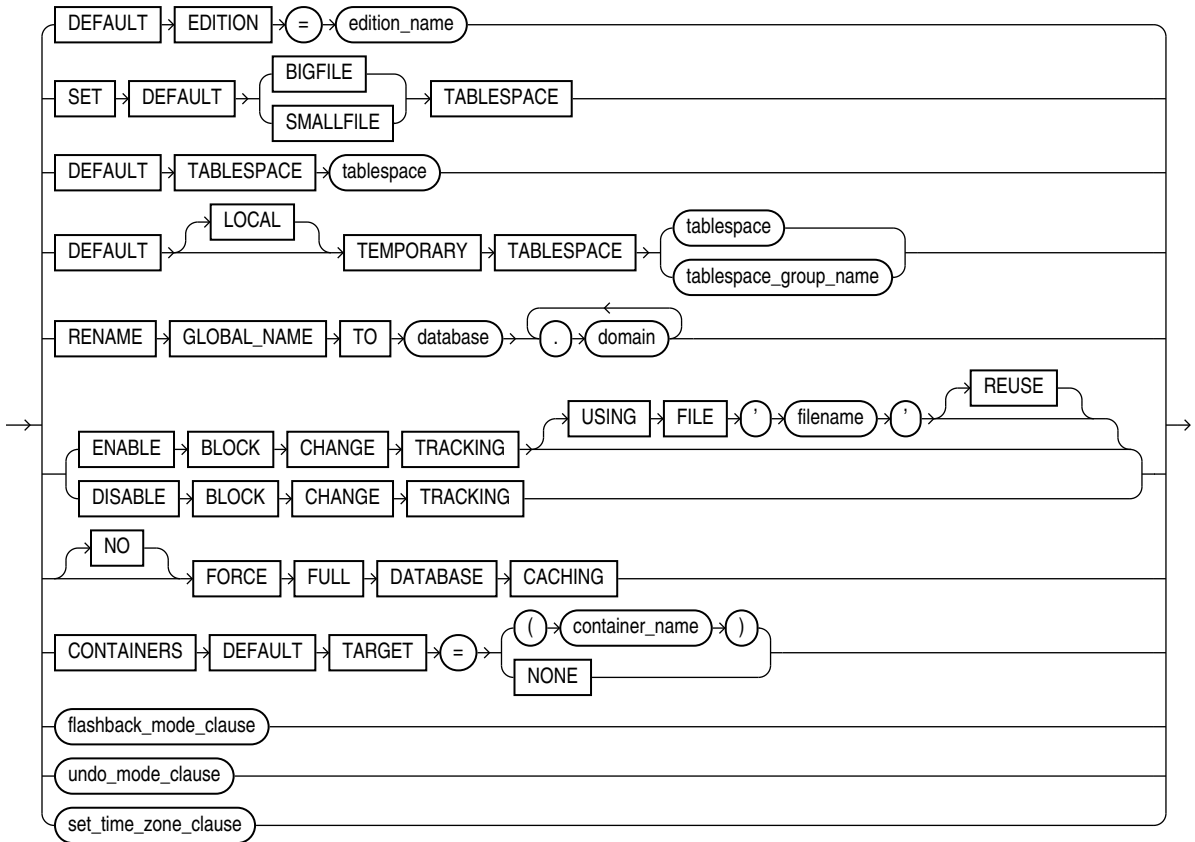 DEFAULT EDITION = edition_name
BIGFILE
SET DEFAULT TABLESPACE
SMALLFILE
DEFAULT TABLESPACE tablespace
LOCAL tablespace
DEFAULT TEMPORARY TABLESPACE
tablespace_group_name
RENAME GLOBAL_NAME TO database . domain
REUSE
USING FILE ' filename '
ENABLE BLOCK CHANGE TRACKING
DISABLE BLOCK CHANGE TRACKING
NO
FORCE FULL DATABASE CACHING
( container_name )
CONTAINERS DEFAULT TARGET =
NONE
flashback_mode_clause
undo_mode_clause
set_time_zone_clause